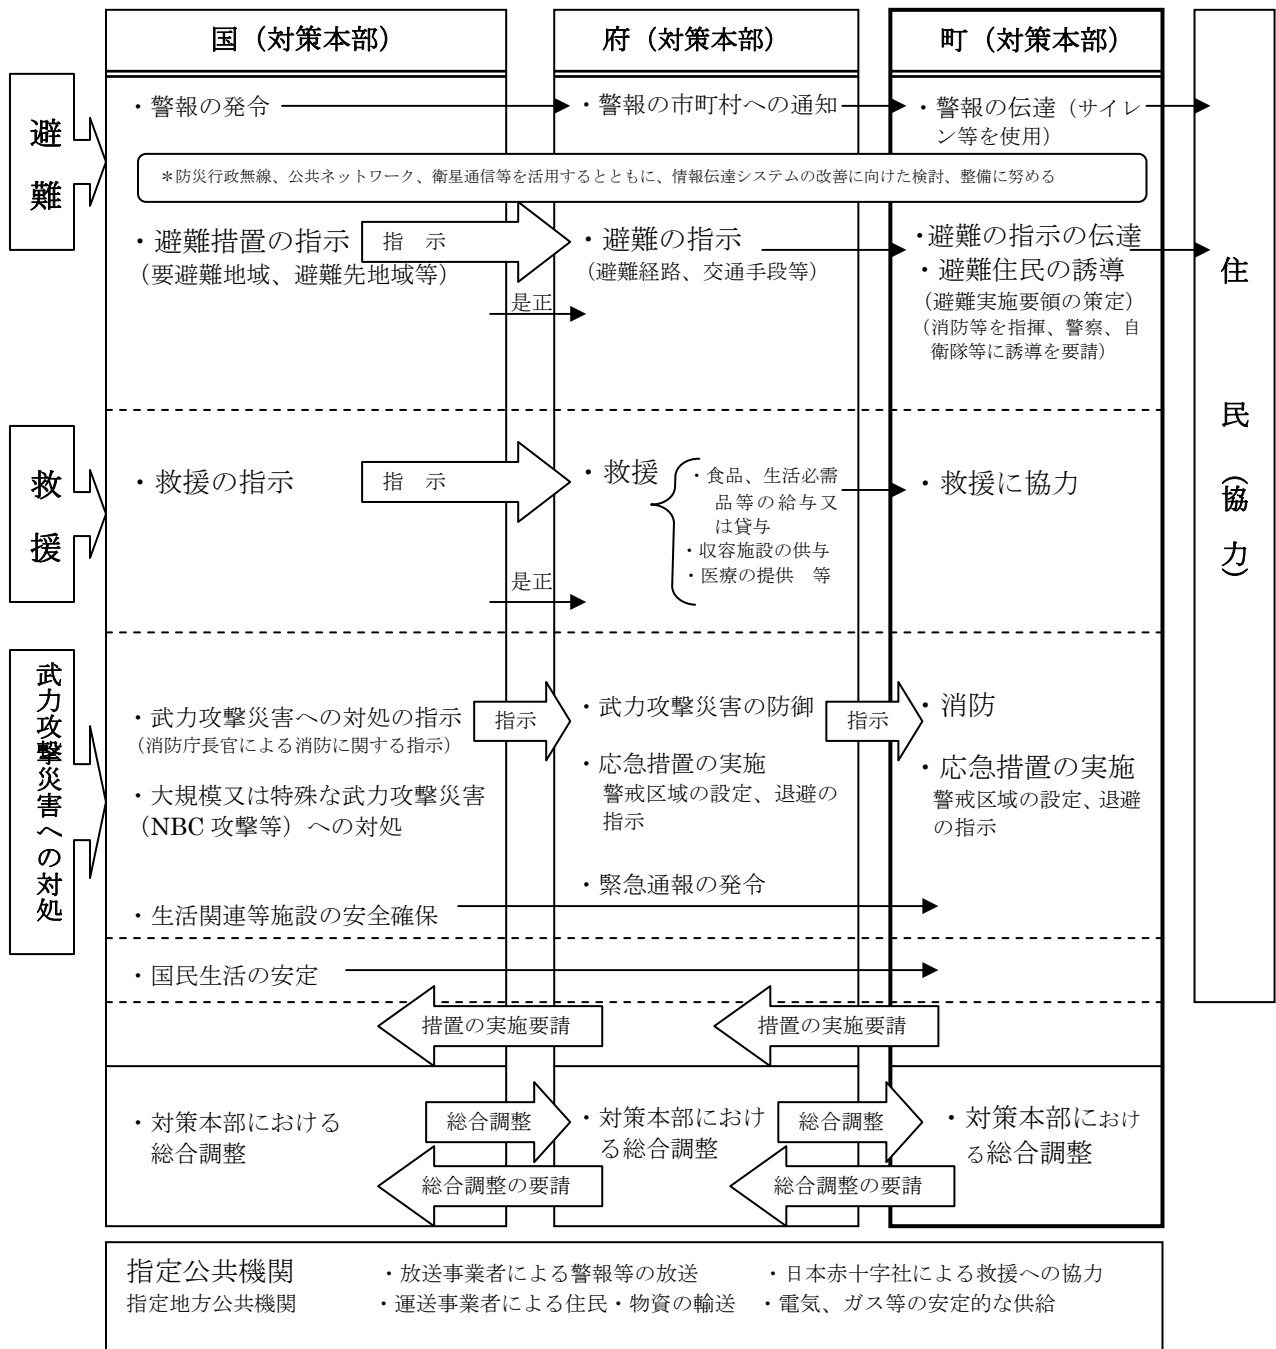 国（対策本部）
府（対策本部）
町（対策本部）
避難
・警報の発令
・警報の市町村への通知
・警報の伝達（サイレ
ン等を使用）
＊防災行政無線、公共ネットワーク、衛星通信等を活用するとともに、情報伝達システムの改善に向けた検討、整備に努める
・避難措置の指示
（要避難地域、避難先地域等）
指　示
・避難の指示
（避難経路、交通手段等）
是正
・避難の指示の伝達
・避難住民の誘導
（避難実施要領の策定）
（消防等を指揮、警察、自
衛隊等に誘導を要請）
住民（協力）
救援
・救援の指示
指　示
・救援
・食品、生活必需
品等の給与又
は貸与
・収容施設の供与
・医療の提供　等
是正
・救援に協力
武力攻撃災害への対処
・武力攻撃災害への対処の指示
（消防庁長官による消防に関する指示）
指示
・武力攻撃災害の防御
指示
・消防
・大規模又は特殊な武力攻撃災害
（NBC 攻撃等）への対処
・応急措置の実施
警戒区域の設定、退避の
指示
・応急措置の実施
警戒区域の設定、退避
の指示
・緊急通報の発令
・生活関連等施設の安全確保
・国民生活の安定
措置の実施要請
措置の実施要請
・対策本部における
総合調整
総合調整
・対策本部におけ
る総合調整
総合調整
・対策本部におけ
る総合調整
総合調整の要請
総合調整の要請
指定公共機関
・放送事業者による警報等の放送
・日本赤十字社による救援への協力
指定地方公共機関
・運送事業者による住民・物資の輸送
・電気、ガス等の安定的な供給